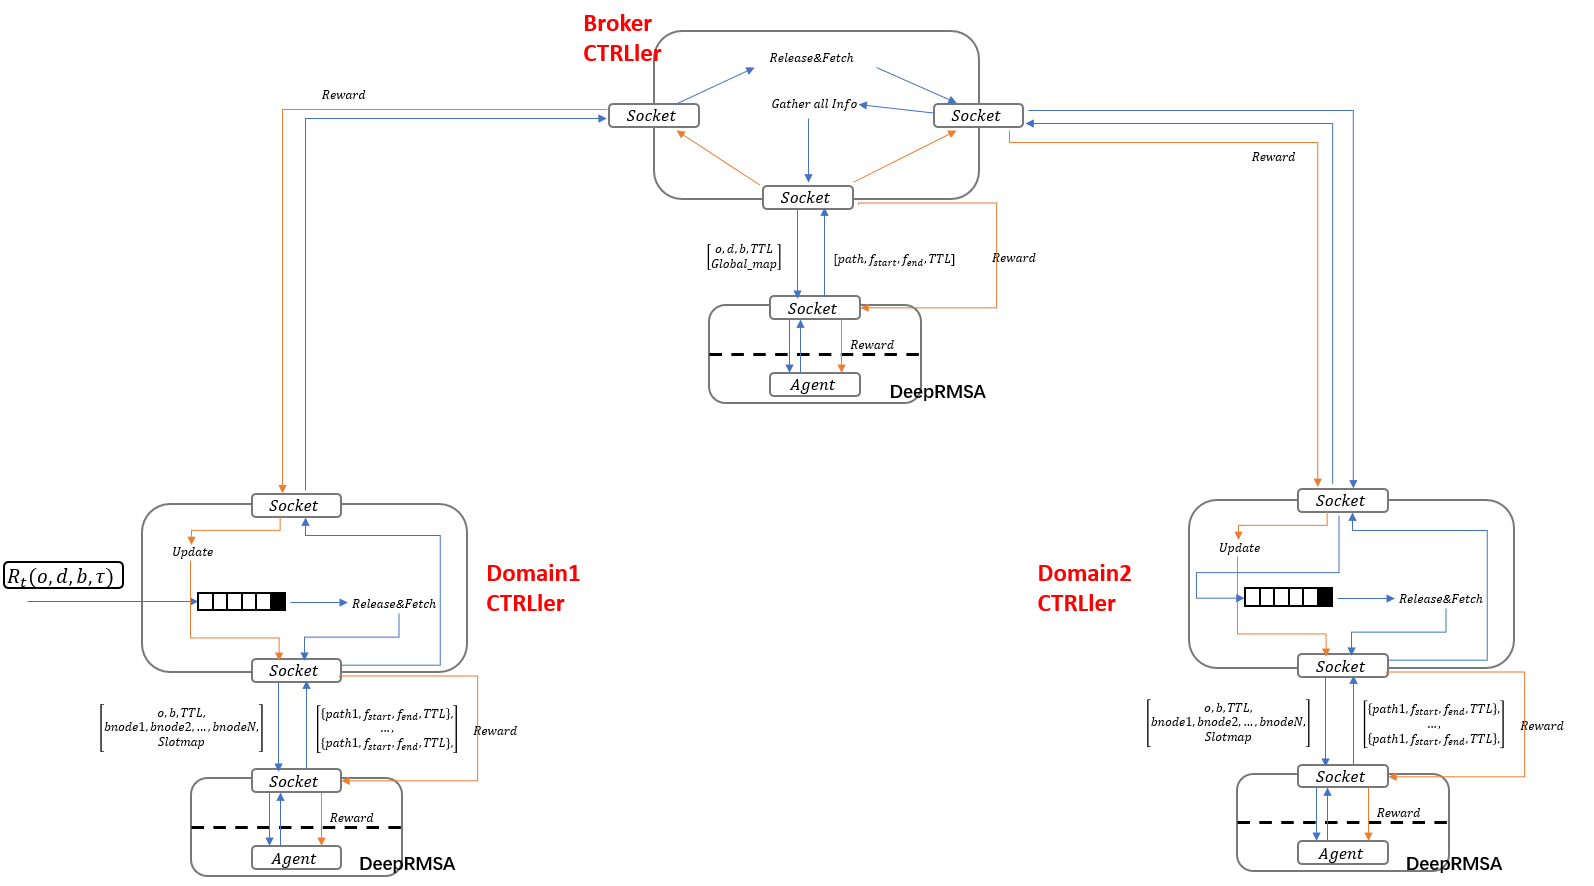 Broker
CTRLler
Release&Fetch
Gather all Info
Reward
Socket
Socket
Reward
Socket
o, d, b, TTL
Global_map
[path, f_start, f_end, TTL]
Reward
Socket
Reward
Agent
DeepRMSA
Socket
Update
R_t(o, d, b, τ)
Release&Fetch
Domain1
CTRLler
Socket
o, b, TTL,
bnode1, bnode2, ..., bnodeN,
Slotmap
{path1, f_start, f_end, TTL},
...,
{path1, f_start, f_end, TTL},
Reward
Socket
Reward
Agent
DeepRMSA
Socket
Update
Domain2
CTRLler
Release&Fetch
Socket
o, b, TTL,
bnode1, bnode2, ..., bnodeN,
Slotmap
{path1, f_start, f_end, TTL},
...,
{path1, f_start, f_end, TTL},
Reward
Socket
Reward
Agent
DeepRMSA